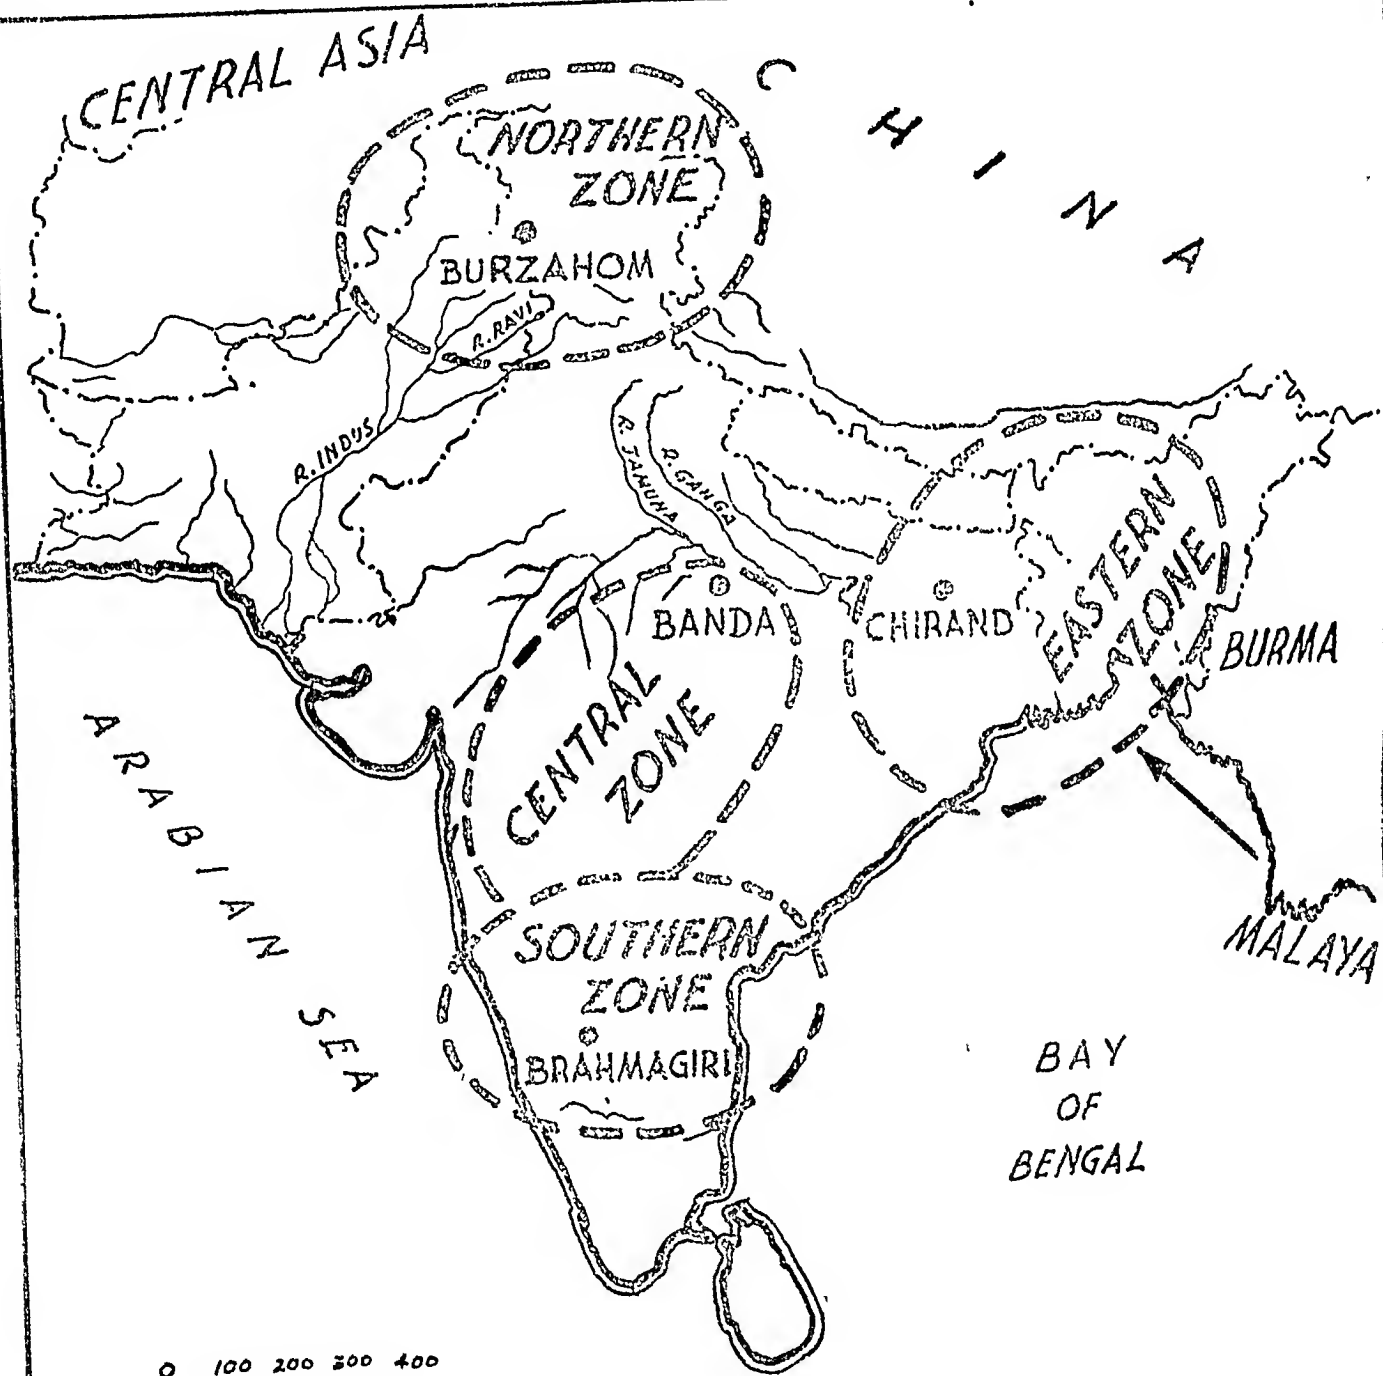 CENTRAL ASIA
CHINA
NORTHERN
ZONE
BURZAHOM
R. RAVI
R. INDUS
R. JAMUNA
R. GANGA
EASTERN
ZONE
BANDA
CHIRAND
BURMA
CENTRAL
ZONE
ARABIAN SEA
SOUTHERN
ZONE
BRAHMAGIRI
MALAYA
BAY
OF
BENGAL
0 100 200 300 400